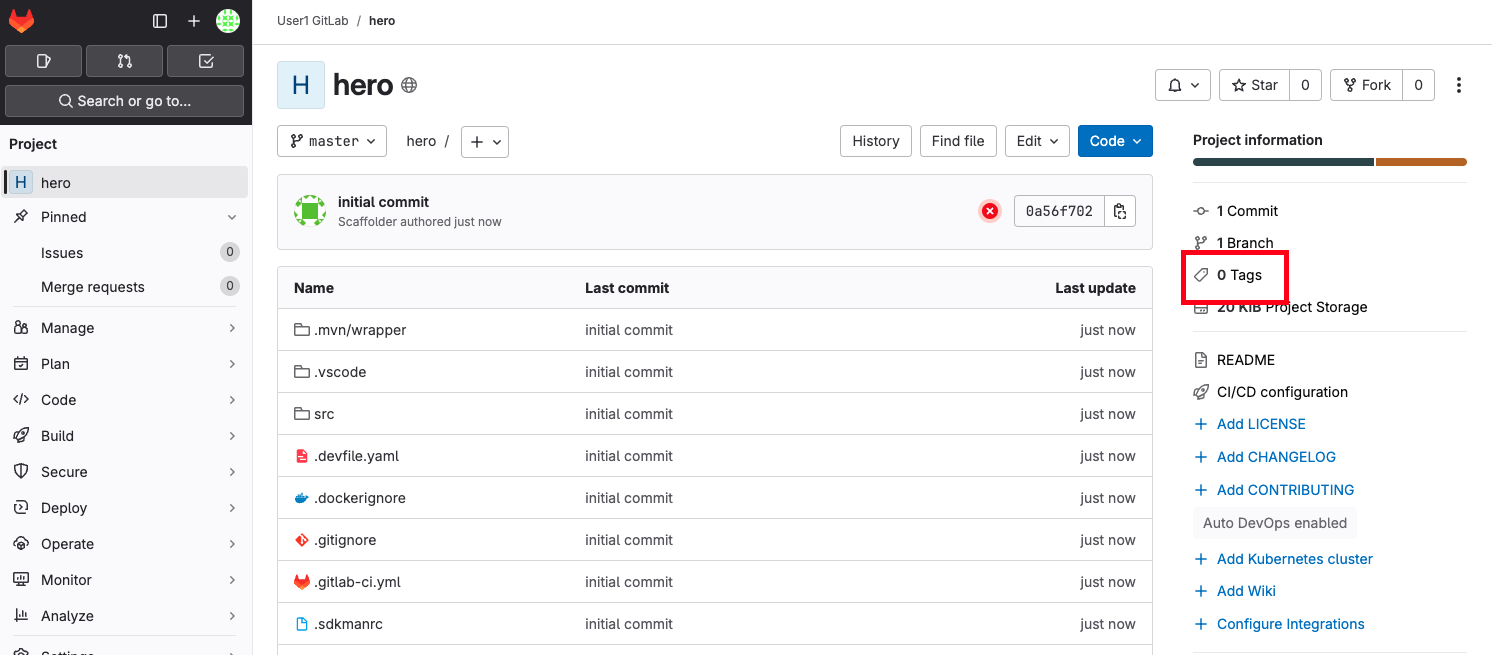 User1 GitLab / hero
Search or go to...
Project
H hero
Pinned
Issues 0
Merge requests 0
Manage
Plan
Code
Build
Secure
Deploy
Operate
Monitor
Analyze
Settings
H hero
Star 0
Fork 0
master
hero /
History
Find file
Edit
Code
initial commit
Scaffolder authored just now
0a56f702
Name Last commit Last update
.mvn/wrapper initial commit just now
.vscode initial commit just now
src initial commit just now
.devfile.yaml initial commit just now
.dockerignore initial commit just now
.gitignore initial commit just now
.gitlab-ci.yml initial commit just now
.sdkmanrc initial commit just now
Project information
1 Commit
1 Branch
0 Tags
20 KiB Project Storage
README
CI/CD configuration
Add LICENSE
Add CHANGELOG
Add CONTRIBUTING
Auto DevOps enabled
Add Kubernetes cluster
Add Wiki
Configure Integrations